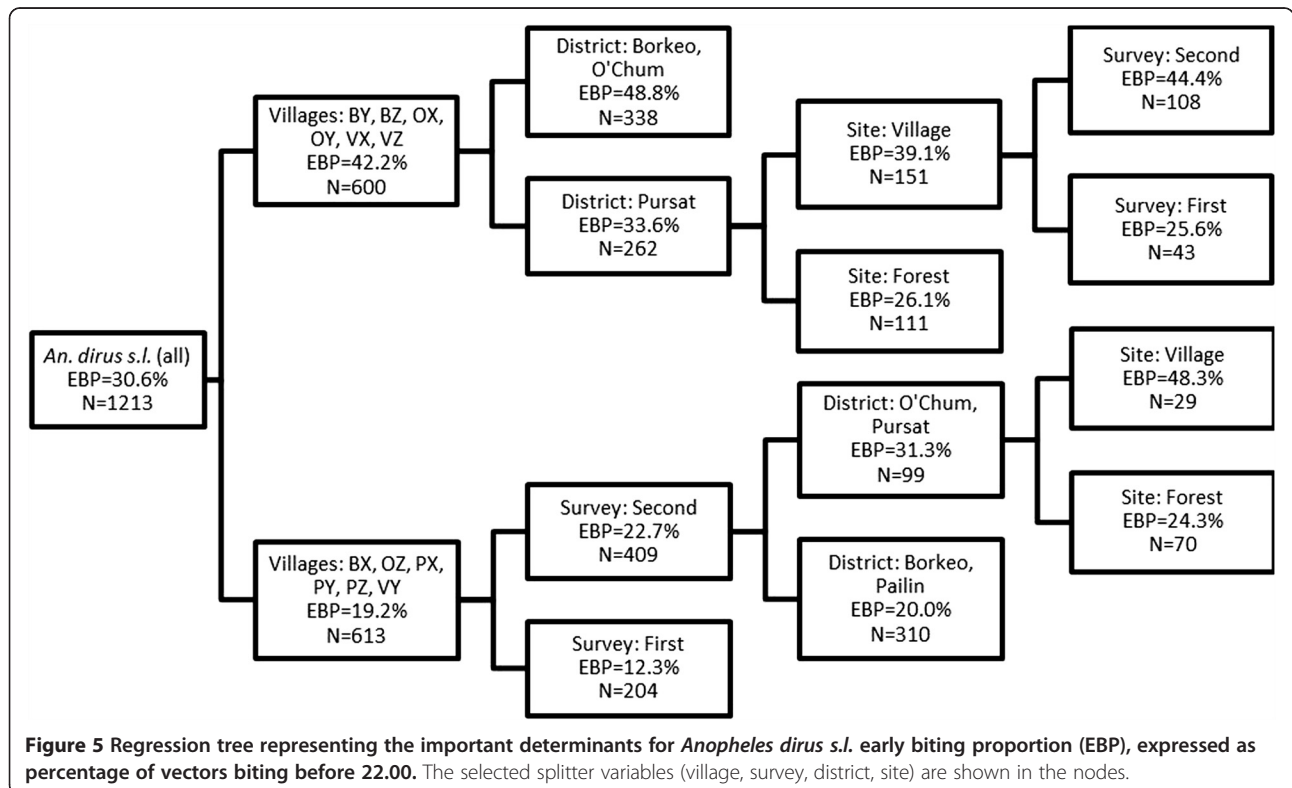 District: Borkeo,
O'Chum
EBP=48.8%
N=338
Survey: Second
EBP=44.4%
N=108
Villages: BY, BZ, OX,
OY, VX, VZ
EBP=42.2%
N=600
Site: Village
EBP=39.1%
N=151
District: Pursat
EBP=33.6%
N=262
Survey: First
EBP=25.6%
N=43
Site: Forest
EBP=26.1%
N=111
An. dirus s.l. (all)
EBP=30.6%
N=1213
Site: Village
EBP=48.3%
N=29
District: O'Chum,
Pursat
EBP=31.3%
N=99
Survey: Second
EBP=22.7%
N=409
Site: Forest
EBP=24.3%
N=70
Villages: BX, OZ, PX,
PY, PZ, VY
EBP=19.2%
N=613
District: Borkeo,
Pailin
EBP=20.0%
N=310
Survey: First
EBP=12.3%
N=204
Figure 5 Regression tree representing the important determinants for Anopheles dirus s.l. early biting proportion (EBP), expressed as
percentage of vectors biting before 22.00. The selected splitter variables (village, survey, district, site) are shown in the nodes.